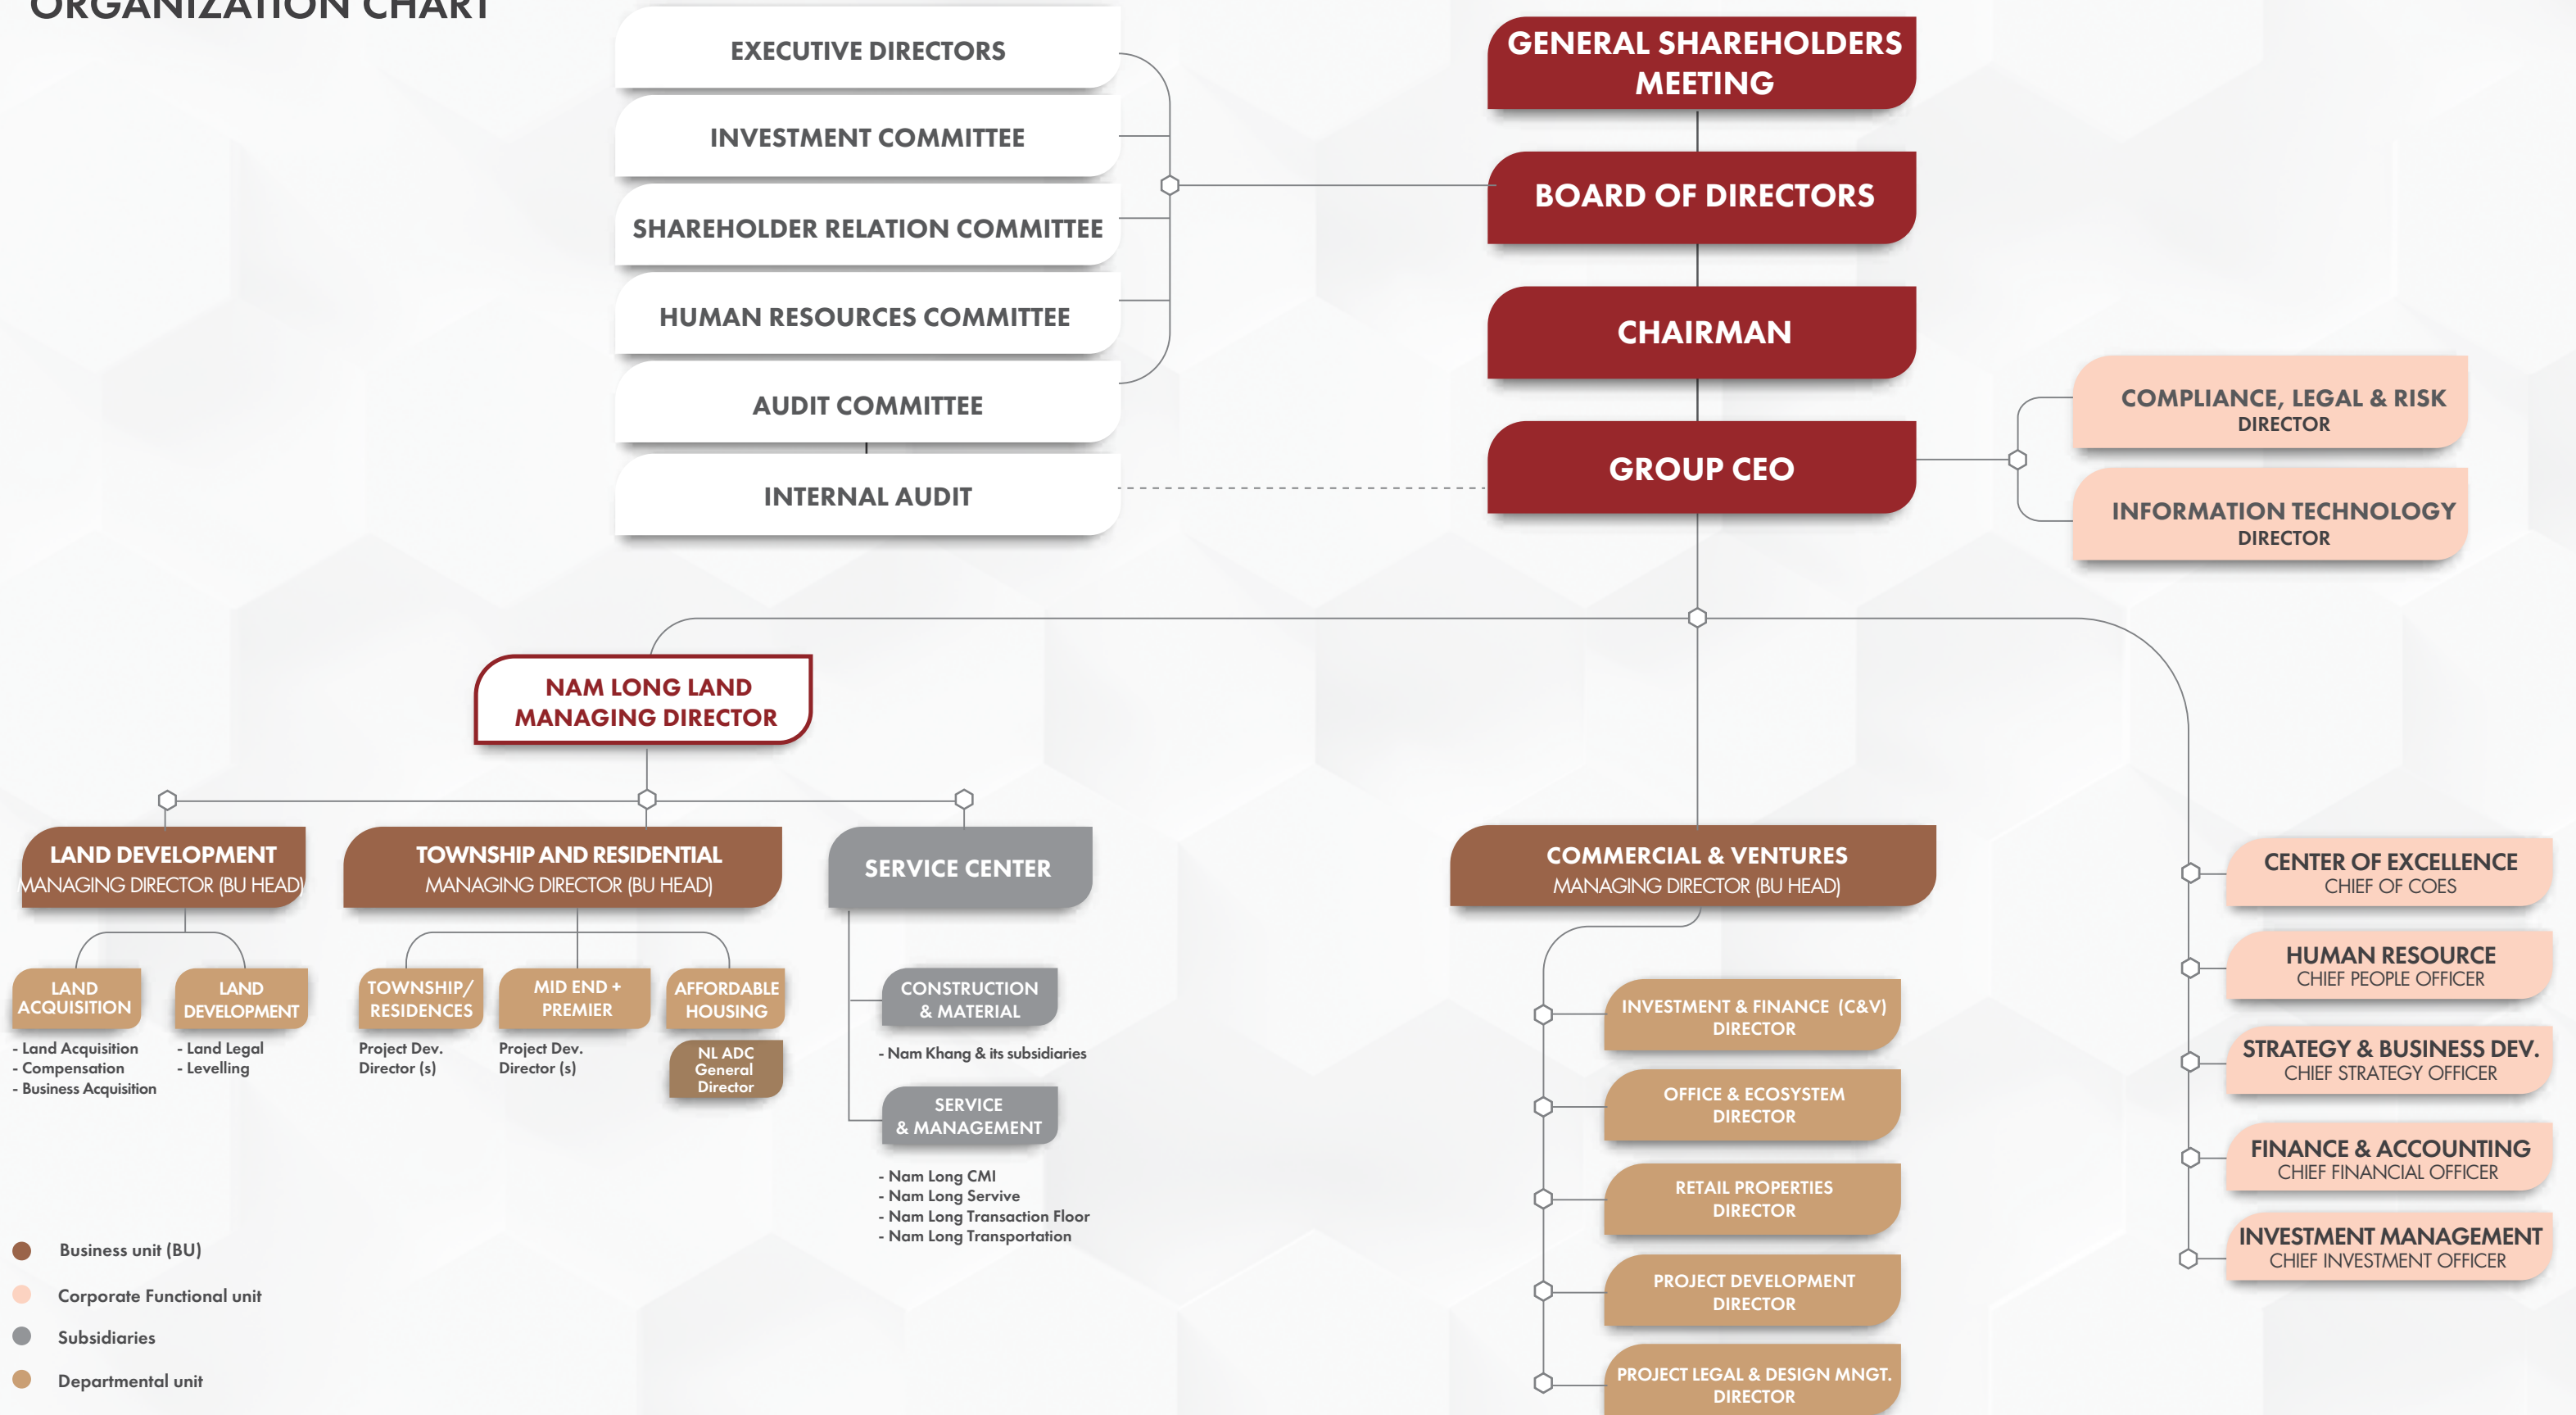 ORGANIZATION CHART
EXECUTIVE DIRECTORS
INVESTMENT COMMITTEE
SHAREHOLDER RELATION COMMITTEE
HUMAN RESOURCES COMMITTEE
AUDIT COMMITTEE
INTERNAL AUDIT
GENERAL SHAREHOLDERS
MEETING
BOARD OF DIRECTORS
CHAIRMAN
GROUP CEO
COMPLIANCE, LEGAL & RISK
DIRECTOR
INFORMATION TECHNOLOGY
DIRECTOR
NAM LONG LAND
MANAGING DIRECTOR
LAND DEVELOPMENT
MANAGING DIRECTOR (BU HEAD)
LAND
ACQUISITION
- Land Acquisition
- Compensation
- Business Acquisition
LAND
DEVELOPMENT
- Land Legal
- Levelling
TOWNSHIP AND RESIDENTIAL
MANAGING DIRECTOR (BU HEAD)
TOWNSHIP/
RESIDENCES
Project Dev.
Director (s)
MID END +
PREMIER
Project Dev.
Director (s)
AFFORDABLE
HOUSING
NL ADC
General
Director
SERVICE CENTER
CONSTRUCTION
& MATERIAL
- Nam Khang & its subsidiaries
SERVICE
& MANAGEMENT
- Nam Long CMI
- Nam Long Servive
- Nam Long Transaction Floor
- Nam Long Transportation
COMMERCIAL & VENTURES
MANAGING DIRECTOR (BU HEAD)
INVESTMENT & FINANCE (C&V)
DIRECTOR
OFFICE & ECOSYSTEM
DIRECTOR
RETAIL PROPERTIES
DIRECTOR
PROJECT DEVELOPMENT
DIRECTOR
PROJECT LEGAL & DESIGN MNGT.
DIRECTOR
CENTER OF EXCELLENCE
CHIEF OF COES
HUMAN RESOURCE
CHIEF PEOPLE OFFICER
STRATEGY & BUSINESS DEV.
CHIEF STRATEGY OFFICER
FINANCE & ACCOUNTING
CHIEF FINANCIAL OFFICER
INVESTMENT MANAGEMENT
CHIEF INVESTMENT OFFICER
Business unit (BU)
Corporate Functional unit
Subsidiaries
Departmental unit